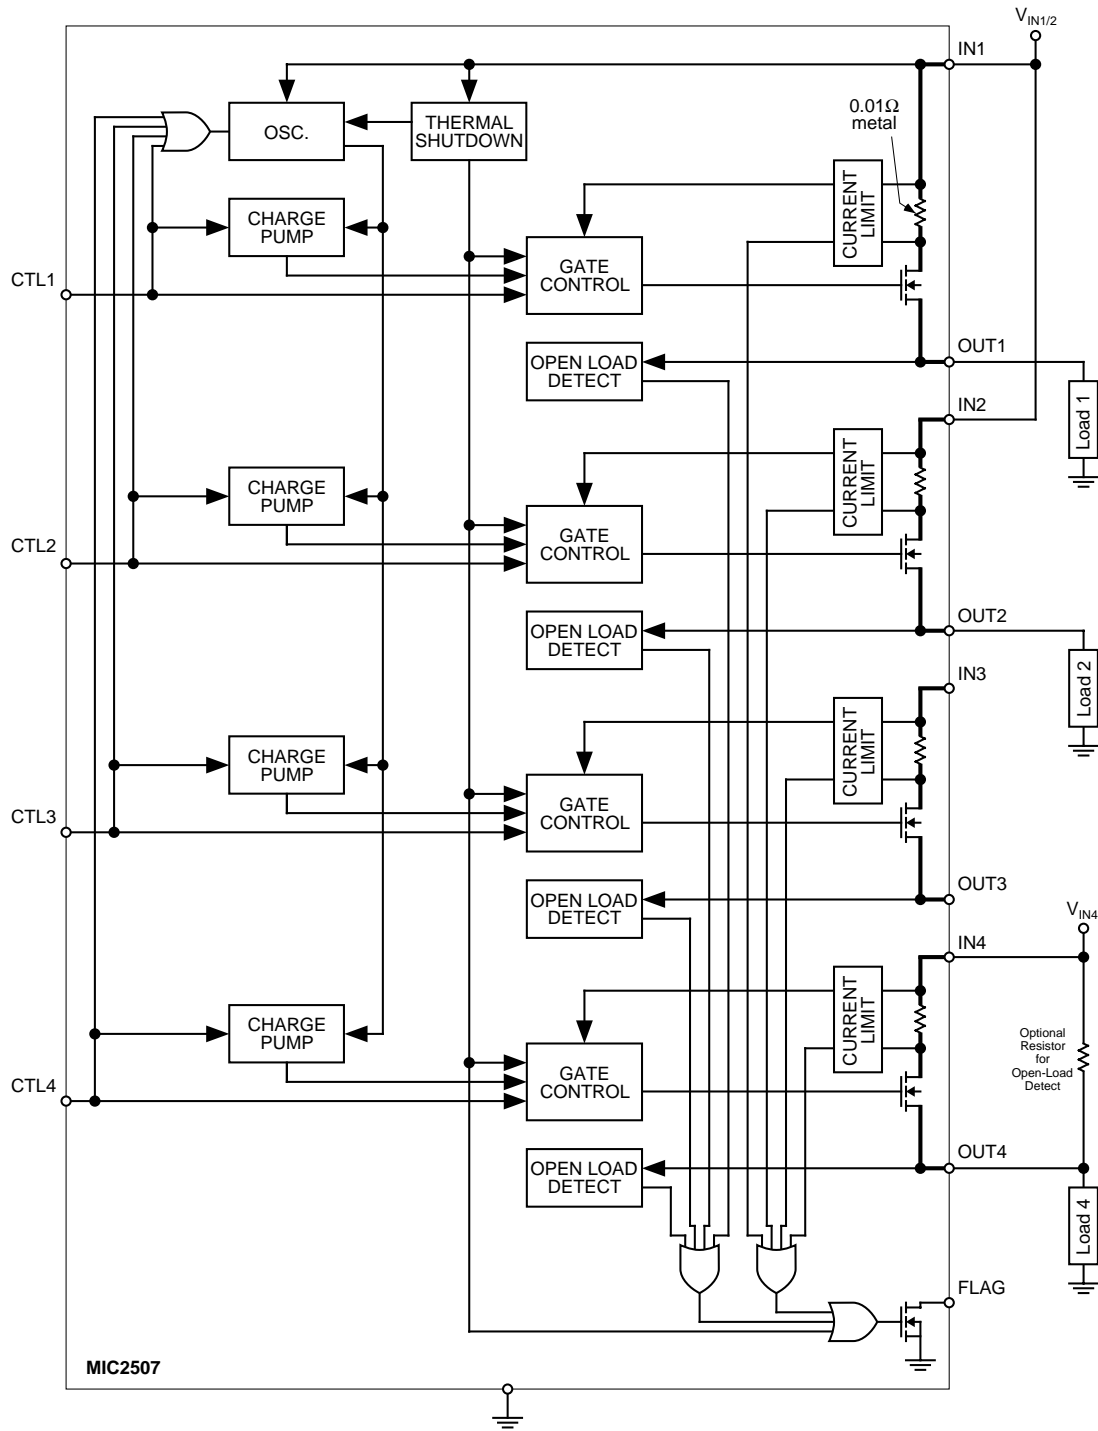 V_IN1/2
IN1
0.01Ω
metal
OSC.
THERMAL
SHUTDOWN
CURRENT
LIMIT
CHARGE
PUMP
GATE
CONTROL
CTL1
OUT1
OPEN LOAD
DETECT
Load 1
IN2
CURRENT
LIMIT
CHARGE
PUMP
GATE
CONTROL
CTL2
OUT2
OPEN LOAD
DETECT
Load 2
IN3
CURRENT
LIMIT
CHARGE
PUMP
GATE
CONTROL
CTL3
OUT3
OPEN LOAD
DETECT
V_IN4
IN4
CURRENT
LIMIT
CHARGE
PUMP
GATE
CONTROL
Optional
Resistor
for
Open-Load
Detect
CTL4
OUT4
OPEN LOAD
DETECT
Load 4
FLAG
MIC2507